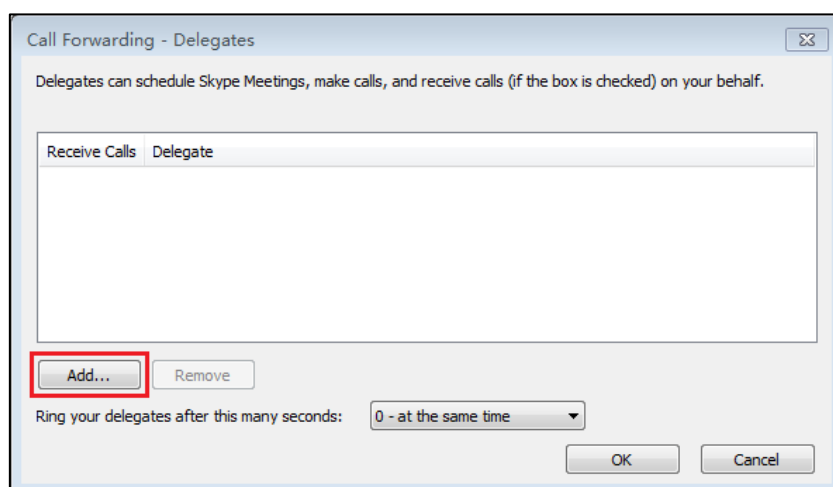 Call Forwarding - Delegates
Delegates can schedule Skype Meetings, make calls, and receive calls (if the box is checked) on your behalf.
Receive Calls Delegate
Add... Remove
Ring your delegates after this many seconds: 0 - at the same time
OK Cancel